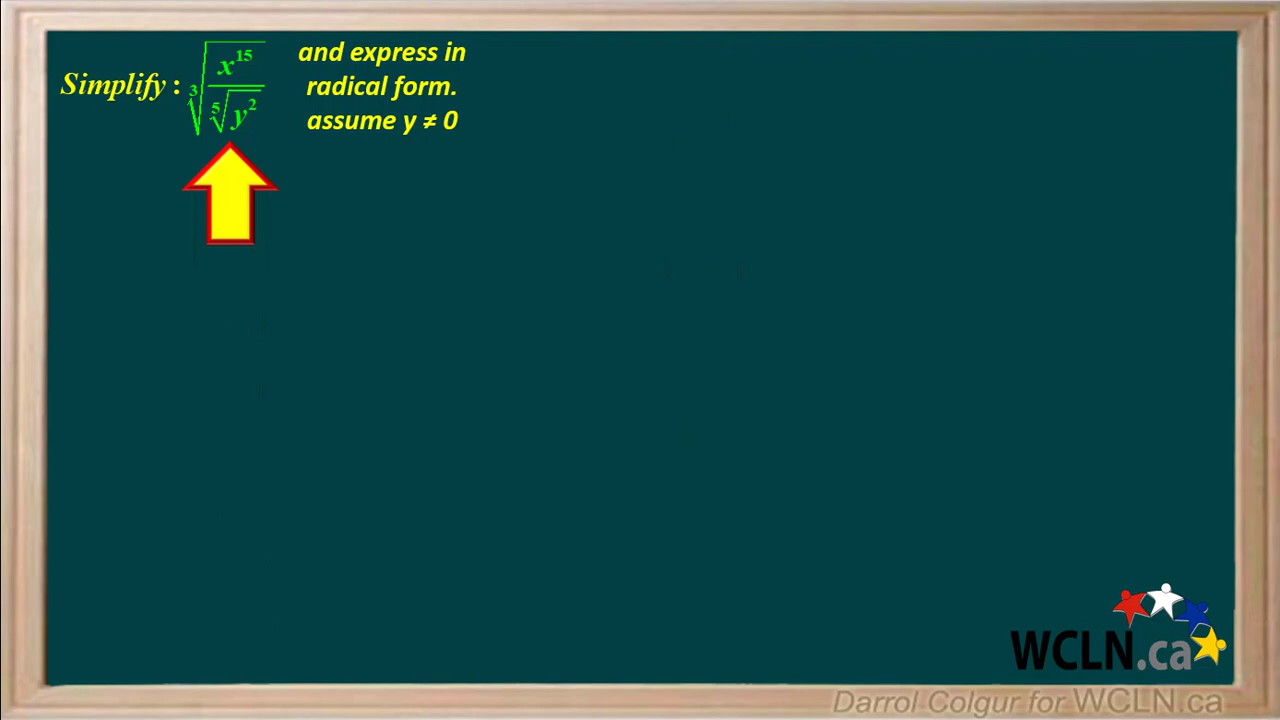 Simplify : ∛(x¹⁵ / ⁵√(y²)) and express in
radical form.
assume y ≠ 0
WCLN.ca
Darrol Colgur for WCLN.ca